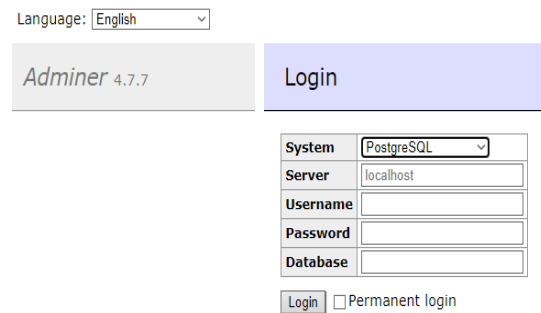 Language: English
Adminer 4.7.7
Login
System PostgreSQL
Server localhost
Username
Password
Database
Login Permanent login